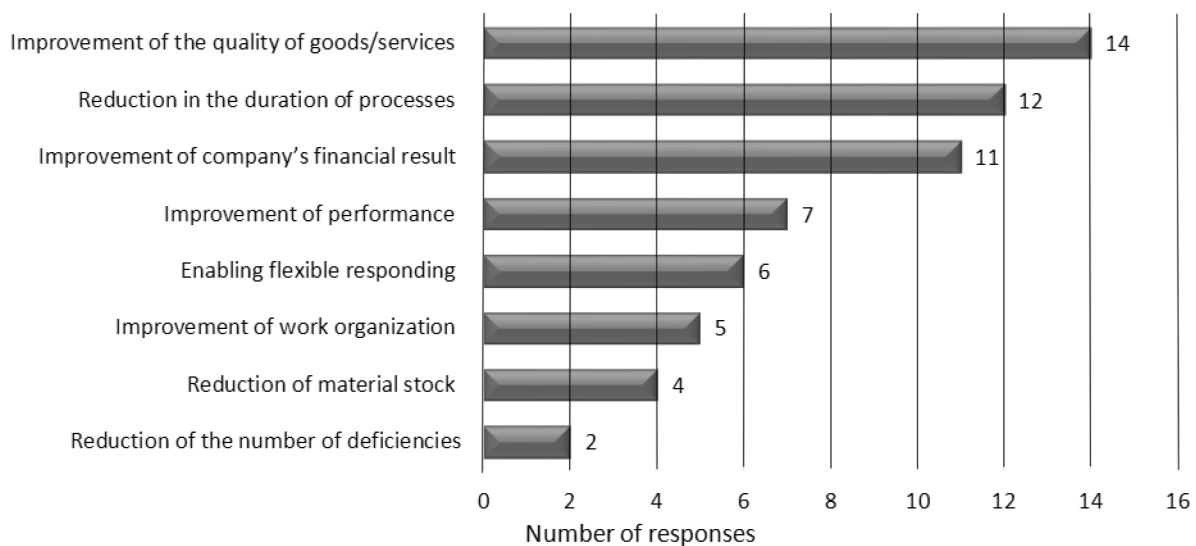 Improvement of the quality of goods/services 14
Reduction in the duration of processes 12
Improvement of company’s financial result 11
Improvement of performance 7
Enabling flexible responding 6
Improvement of work organization 5
Reduction of material stock 4
Reduction of the number of deficiencies 2
0 2 4 6 8 10 12 14 16
Number of responses